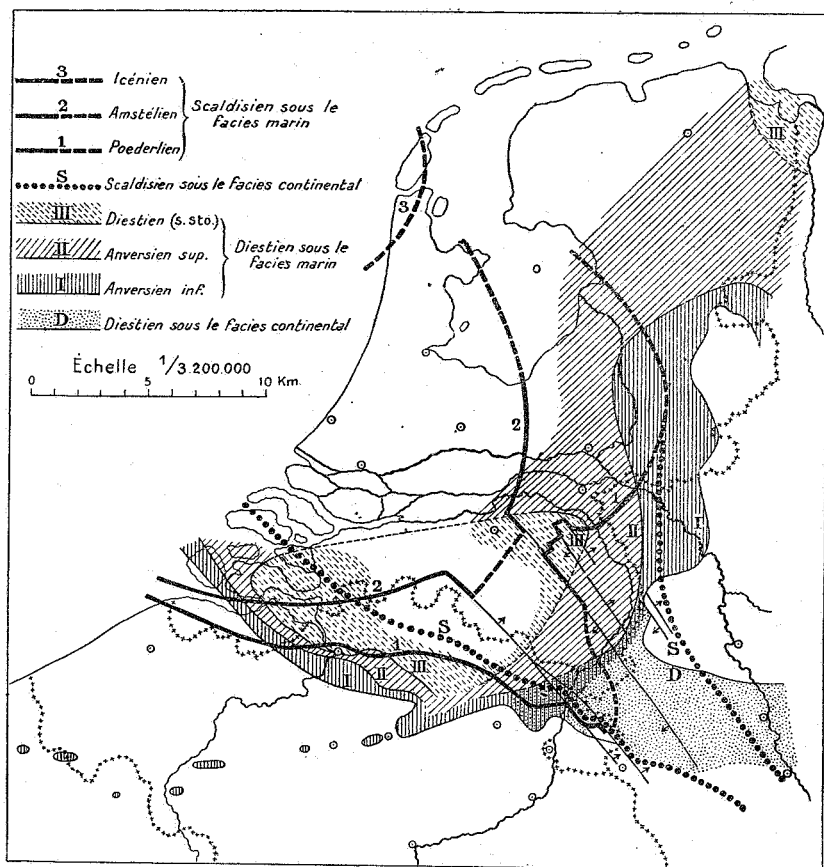 3 Icénien
2 Amstélien
1 Poederlien
Scaldisien sous le
facies marin
S Scaldisien sous le facies continental
III Diestien (s. sto.)
II Anversien sup.
I Anversien inf.
Diestien sous le
facies marin
D Diestien sous le facies continental
Échelle 1/3.200.000
0 5 10 Km.
III
3
2
III
II
I
2
S
1
S
D
I
II
III